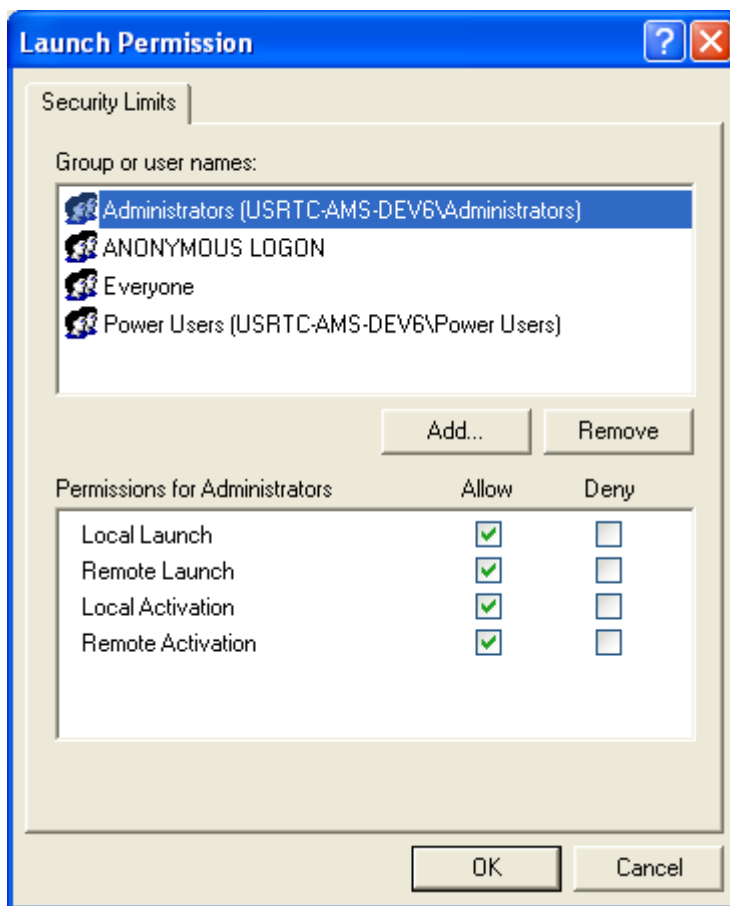 Launch Permission
Security Limits
Group or user names:
Administrators (USRTC-AMS-DEV6\Administrators)
ANONYMOUS LOGON
Everyone
Power Users (USRTC-AMS-DEV6\Power Users)
Add... Remove
Permissions for Administrators Allow Deny
Local Launch
Remote Launch
Local Activation
Remote Activation
OK Cancel